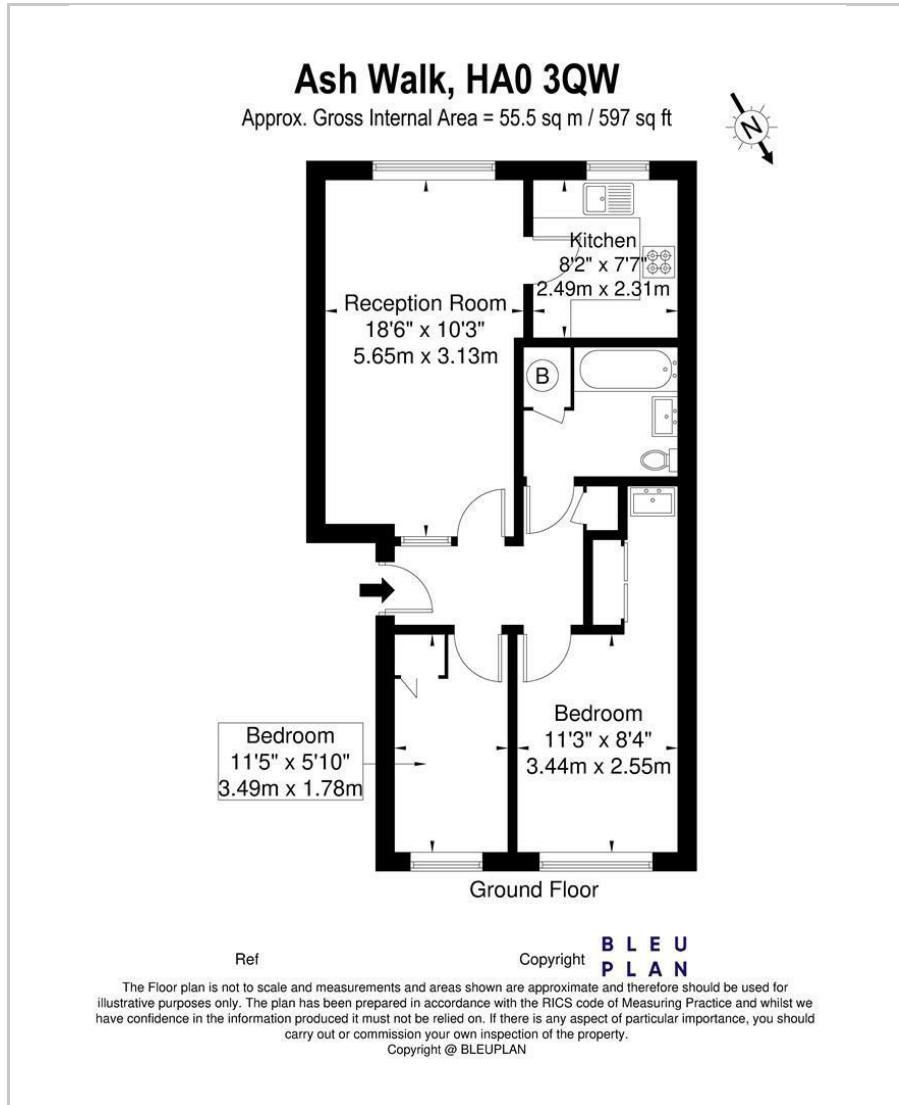 Ash Walk, HA0 3QW
Approx. Gross Internal Area = 55.5 sq m / 597 sq ft
N
Kitchen
8'2" x 7'7"
2.49m x 2.31m
Reception Room
18'6" x 10'3"
5.65m x 3.13m
B
Bedroom
11'5" x 5'10"
3.49m x 1.78m
Bedroom
11'3" x 8'4"
3.44m x 2.55m
Ground Floor
Ref
Copyright
BLEU
PLAN
The Floor plan is not to scale and measurements and areas shown are approximate and therefore should be used for
illustrative purposes only. The plan has been prepared in accordance with the RICS code of Measuring Practice and whilst we
have confidence in the information produced it must not be relied on. If there is any aspect of particular importance, you should
carry out or commission your own inspection of the property.
Copyright @ BLEUPLAN